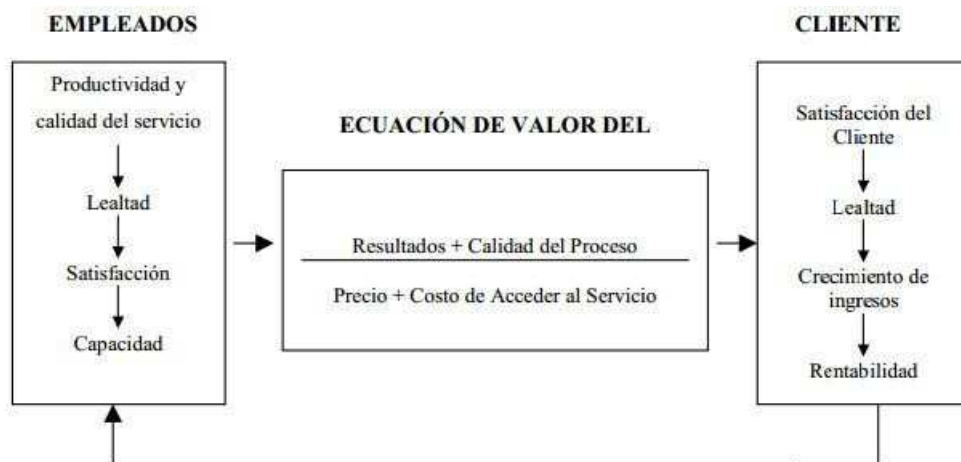 EMPLEADOS
Productividad y
calidad del servicio
Lealtad
Satisfacción
Capacidad
ECUACIÓN DE VALOR DEL
Resultados + Calidad del Proceso
Precio + Costo de Acceder al Servicio
CLIENTE
Satisfacción del
Cliente
Lealtad
Crecimiento de
ingresos
Rentabilidad